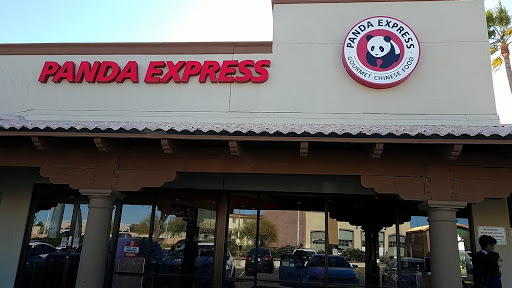 PANDA EXPRESS
PANDA EXPRESS
GOURMET CHINESE FOOD